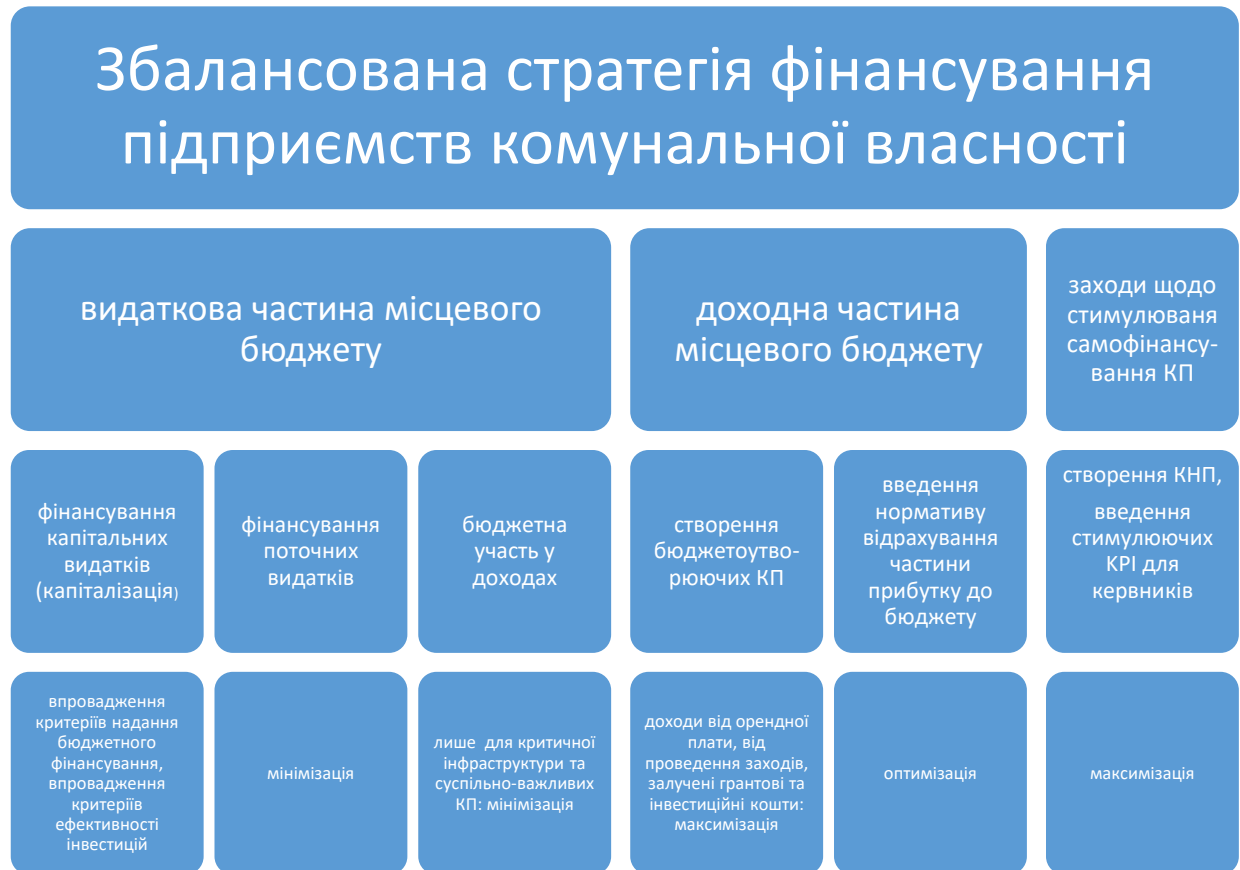 Збалансована стратегія фінансування
підприємств комунальної власності
видаткова частина місцевого
бюджету
доходна частина
місцевого бюджету
заходи щодо
стимулюваня
самофінансу-
вання КП
фінансування
капітальних
видатків
(капіталізація)
фінансування
поточних
видатків
бюджетна
участь у
доходах
створення
бюджетоутво-
рюючих КП
введення
нормативу
відрахування
частини
прибутку до
бюджету
створення КНП,
введення
стимулюючих
KPI для
кервників
впровадження
критеріїв надання
бюджетного
фінансування,
впровадження
критеріїв
ефективності
інвестицій
мінімізація
лише для критичної
інфраструктури та
суспільно-важливих
КП: мінімізація
доходи від орендної
плати, від
проведення заходів,
залучені грантові та
інвестиційні кошти:
максимізація
оптимізація
максимізація